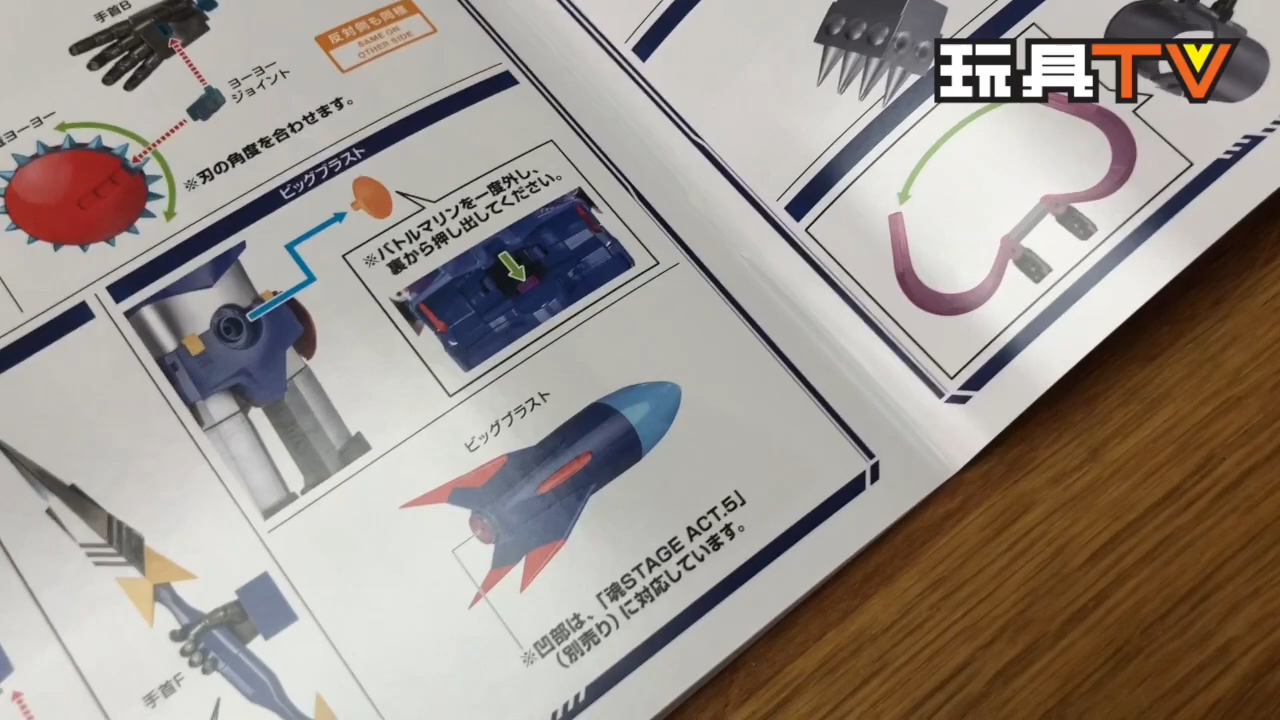 手首B
反対側も同様
SAME ON
OTHER SIDE
ヨーヨー
ジョイント
ヨーヨー
※刃の角度を合わせます。
ビッグブラスト
※バトルマリンを一度外し、
裏から押し出してください。
ビッグブラスト
※凹部は、「魂STAGE ACT.5」
(別売り)に対応しています。
手首F
玩具TV